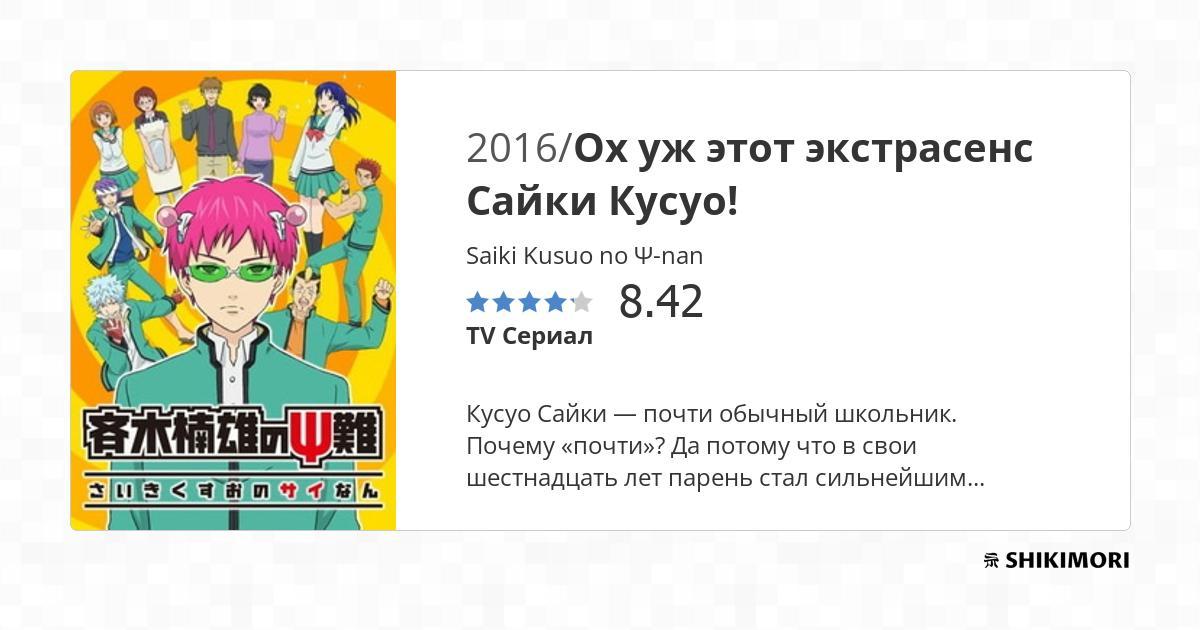 斉木楠雄のΨ難
さいきくすおのサイなん
2016/Ох уж этот экстрасенс
Сайки Кусуо!
Saiki Kusuo no Ψ-nan
8.42
TV Сериал
Кусуо Сайки — почти обычный школьник.
Почему «почти»? Да потому что в свои
шестнадцать лет парень стал сильнейшим...
SHIKIMORI